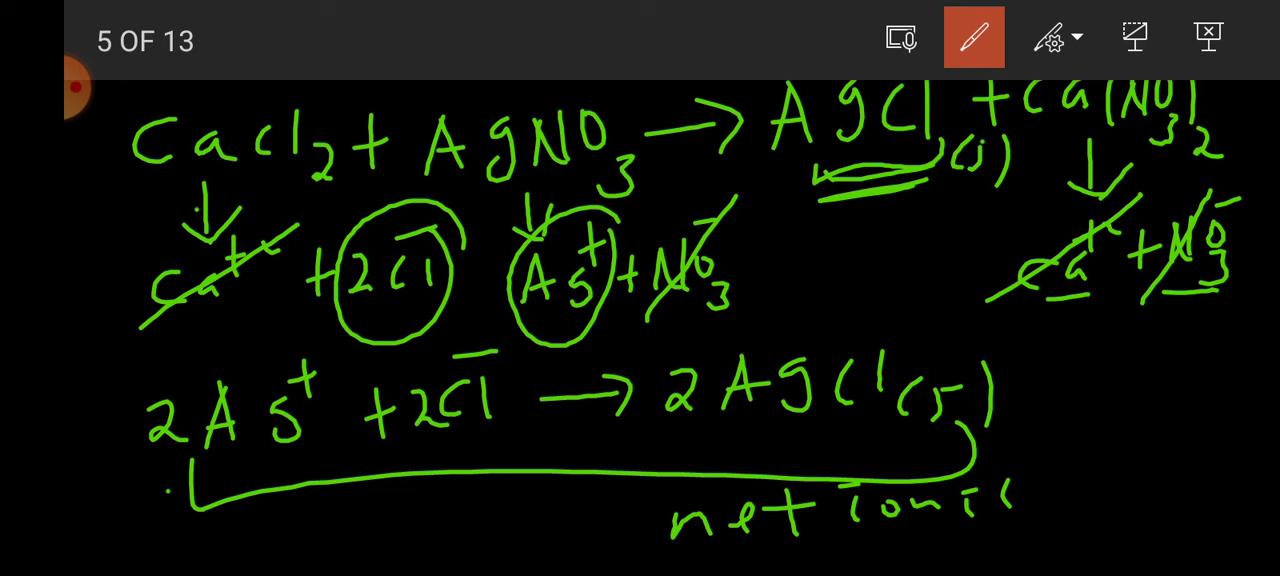 5 OF 13
CaCl₂ + AgNO₃ → AgCl(s) + Ca(NO₃)₂
Ca⁺⁺ + 2Cl⁻ Ag⁺ + NO₃⁻ Ca⁺⁺ + NO₃⁻
2Ag⁺ + 2Cl⁻ → 2AgCl(s)
net ionic